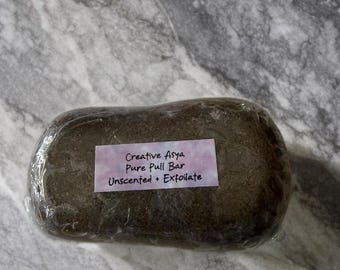 Creative Asya
Pure Pull Bar
Unscented + Exfoliate